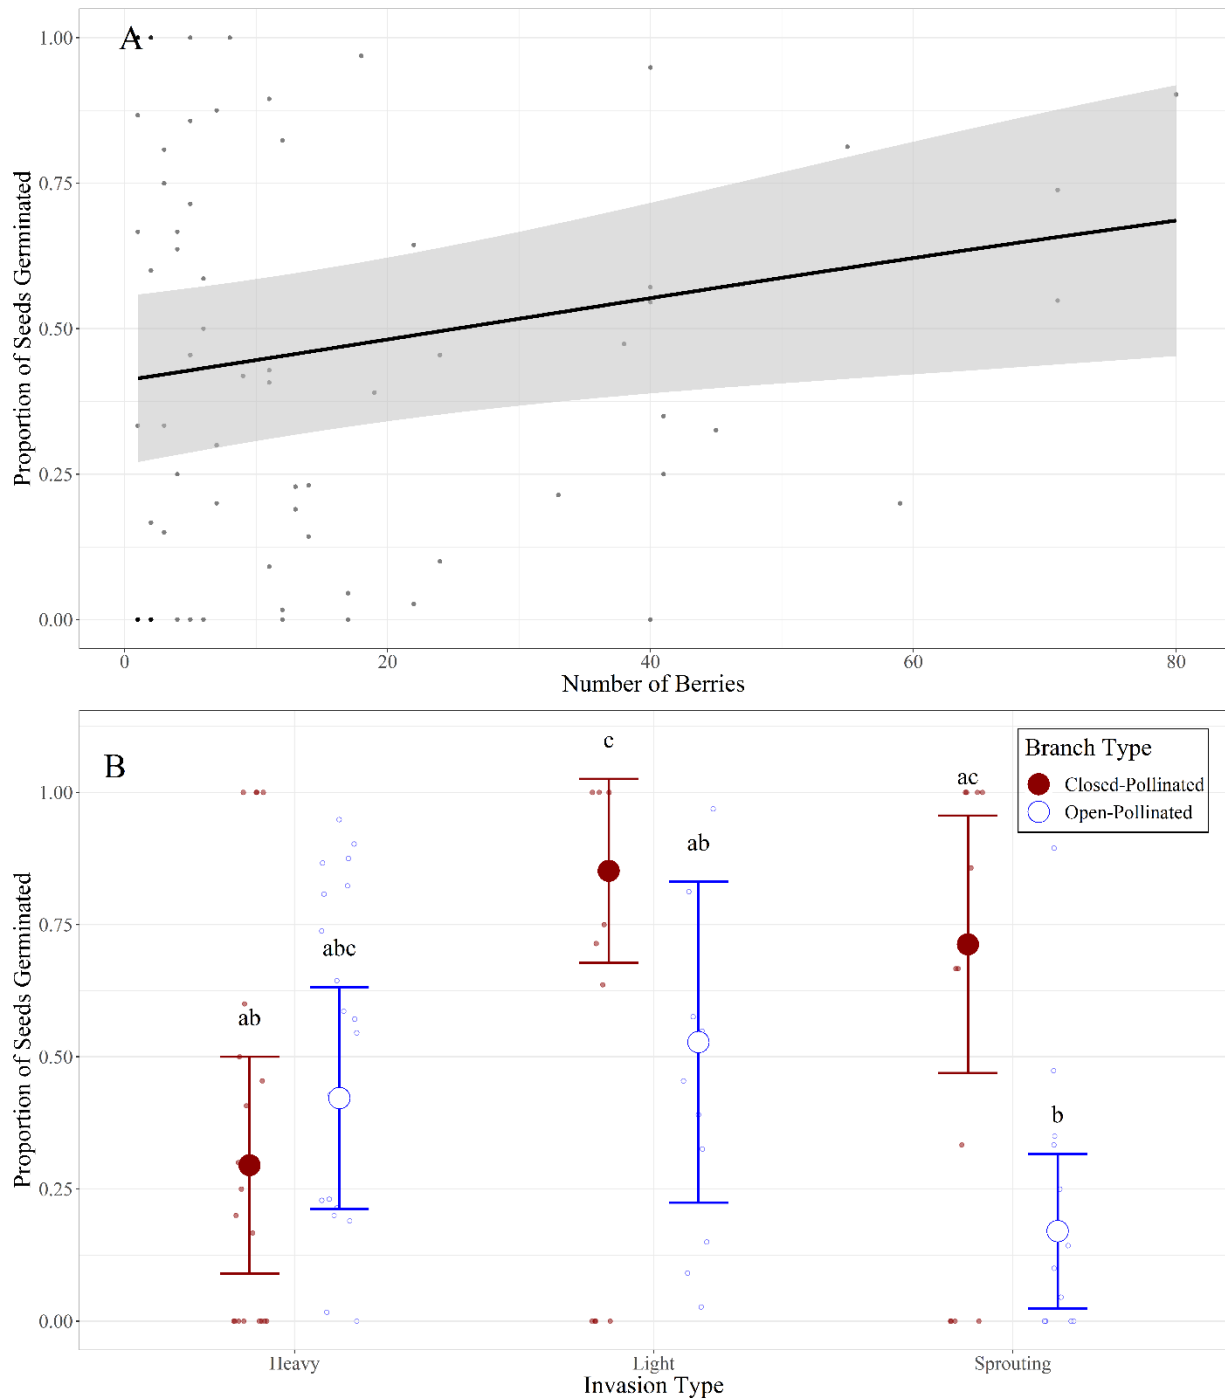 A
1.00
0.75
0.50
0.25
0.00
Proportion of Seeds Germinated
0 20 40 60 80
Number of Berries
B
c
ac
ab
abc
ab
b
Branch Type
Closed-Pollinated
Open-Pollinated
1.00
0.75
0.50
0.25
0.00
Proportion of Seeds Germinated
Heavy Light Sprouting
Invasion Type